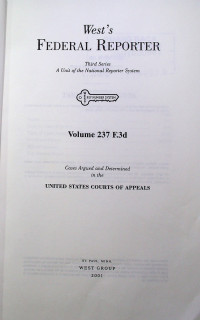 West's
FEDERAL REPORTER
Third Series
A Unit of the National Reporter System
Volume 237 F.3d
Cases Argued and Determined
in the
UNITED STATES COURTS OF APPEALS
ST. PAUL, MINN.
WEST GROUP
2001